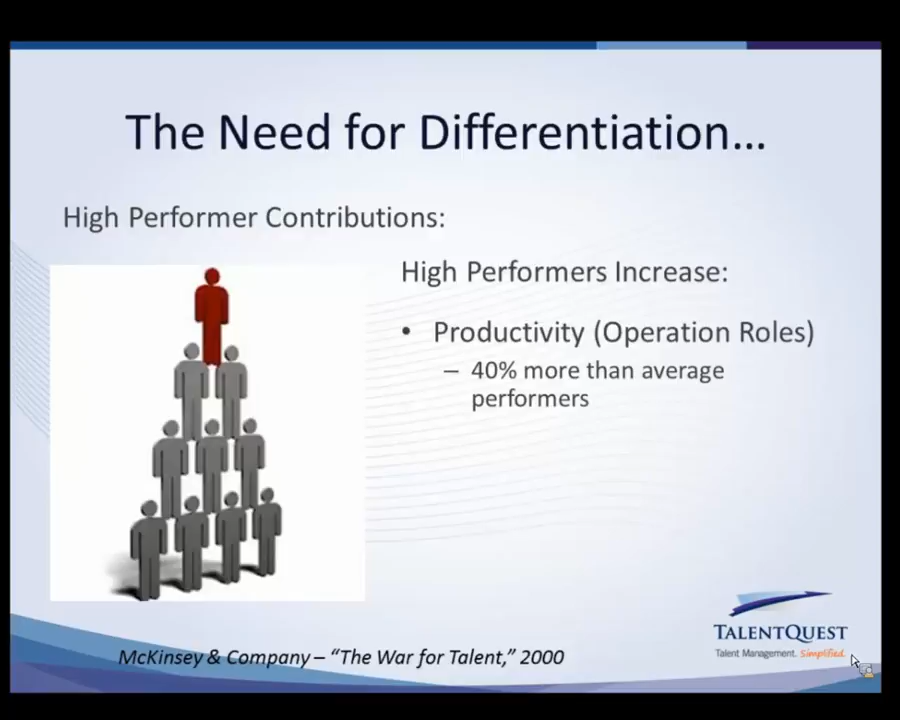 The Need for Differentiation...
High Performer Contributions:
High Performers Increase:
• Productivity (Operation Roles)
– 40% more than average
performers
McKinsey & Company – “The War for Talent,” 2000
TALENTQUEST
Talent Management. Simplified.